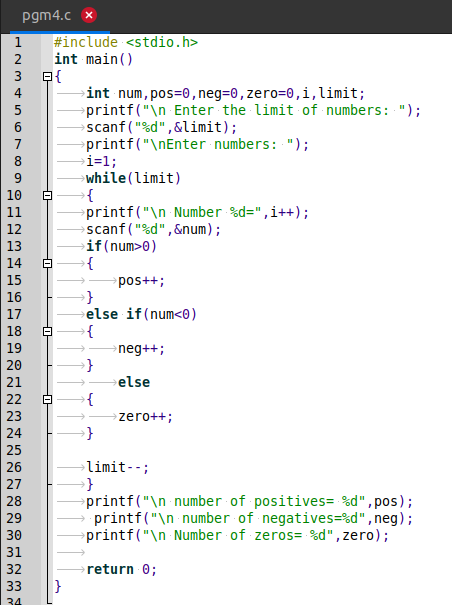 pgm4.c
1 #include <stdio.h>
2 int main()
3 {
4 int num,pos=0,neg=0,zero=0,i,limit;
5 printf("\n Enter the limit of numbers: ");
6 scanf("%d",&limit);
7 printf("\nEnter numbers: ");
8 i=1;
9 while(limit)
10 {
11 printf("\n Number %d=",i++);
12 scanf("%d",&num);
13 if(num>0)
14 {
15 pos++;
16 }
17 else if(num<0)
18 {
19 neg++;
20 }
21 else
22 {
23 zero++;
24 }
25
26 limit--;
27 }
28 printf("\n number of positives= %d",pos);
29 printf("\n number of negatives=%d",neg);
30 printf("\n Number of zeros= %d",zero);
31
32 return 0;
33 }
34